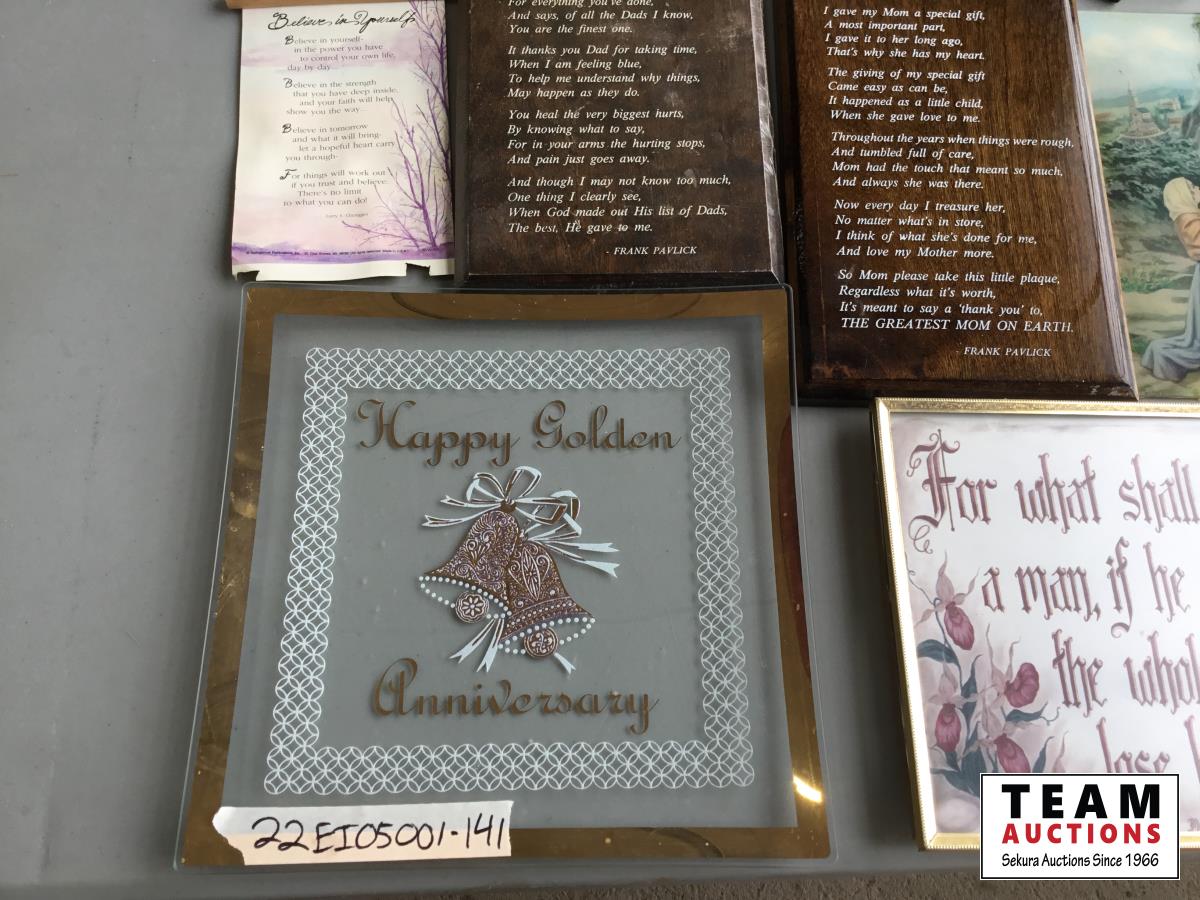 Believe in Yourself
Believe in yourself-
in the power you have
to control your own life,
day by day
Believe in the strength
that you have deep inside,
and your faith will help
show you the way
Believe in tomorrow
and what it will bring-
let a hopeful heart carry
you through-
For things will work out
if you trust and believe.
There's no limit
to what you can do!
For everything you've done,
And says, of all the Dads I know,
You are the finest one.
It thanks you Dad for taking time,
When I am feeling blue,
To help me understand why things,
May happen as they do.
You heal the very biggest hurts,
By knowing what to say,
For in your arms the hurting stops,
And pain just goes away.
And though I may not know too much,
One thing I clearly see,
When God made out His list of Dads,
The best, He gave to me.
- FRANK PAVLICK
I gave my Mom a special gift,
A most important part,
I gave it to her long ago,
That's why she has my heart.
The giving of my special gift
Came easy as can be,
It happened as a little child,
When she gave love to me.
Throughout the years when things were rough,
And tumbled full of care,
Mom had the touch that meant so much,
And always she was there.
Now every day I treasure her,
No matter what's in store,
I think of what she's done for me,
And love my Mother more.
So Mom please take this little plaque,
Regardless what it's worth,
It's meant to say a 'thank you' to,
THE GREATEST MOM ON EARTH.
FRANK PAVLICK
Happy Golden
Anniversary
22EI05001-141
For what shall
a man, if he
the whol
lose
TEAM
AUCTIONS
Sekura Auctions Since 1966